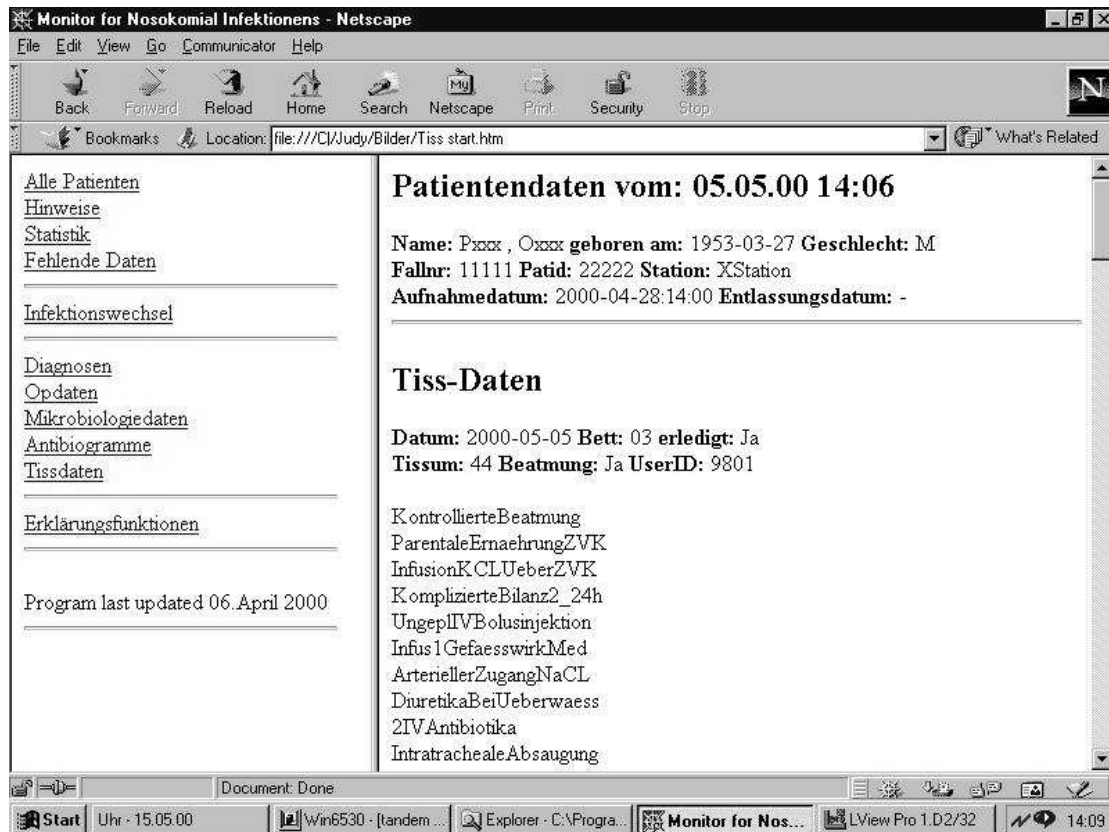 Monitor for Nosokomial Infektionens - Netscape
File Edit View Go Communicator Help
My
N
Back Forward Reload Home Search Netscape Print Security Stop
Bookmarks Location: file:///C|/Judy/Bilder/Tiss start.htm What's Related
Alle Patienten
Hinweise
Statistik
Fehlende Daten
Infektionswechsel
Diagnosen
Opdaten
Mikrobiologiedaten
Antibiogramme
Tissdaten
Erklärungsfunktionen
Program last updated 06.April 2000
Patientendaten vom: 05.05.00 14:06
Name: Pxxx , Oxxx geboren am: 1953-03-27 Geschlecht: M
Fallnr: 11111 Patid: 22222 Station: XStation
Aufnahmedatum: 2000-04-28:14:00 Entlassungsdatum: -
Tiss-Daten
Datum: 2000-05-05 Bett: 03 erledigt: Ja
Tissum: 44 Beatmung: Ja UserID: 9801
KontrollierteBeatmung
ParentaleErnaehrungZVK
InfusionKCLUeberZVK
KomplizierteBilanz2_24h
UngeplIVBolusinjektion
Infus1GefaesswirkMed
ArteriellerZugangNaCL
DiuretikaBeiUeberwaess
2IVAntibiotika
IntratrachealeAbsaugung
Document: Done
Start Uhr - 15.05.00 Win6530 - [tandem ... Explorer - C:\Progra... Monitor for Nos... LView Pro 1.D2/32 14:09